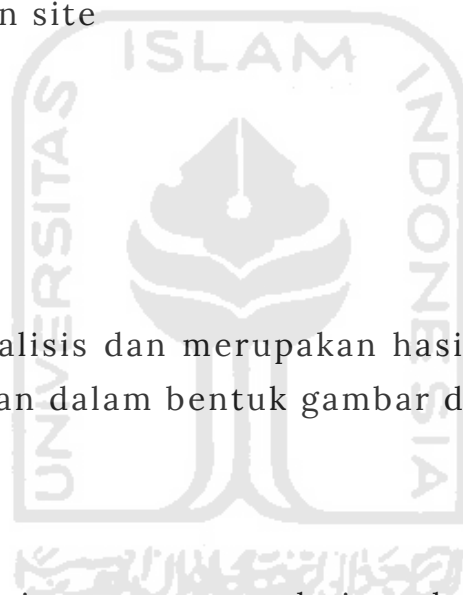 n site
ISLAM
UNIVERSITAS
INDONESIA
alisis dan merupakan hasi
an dalam bentuk gambar d